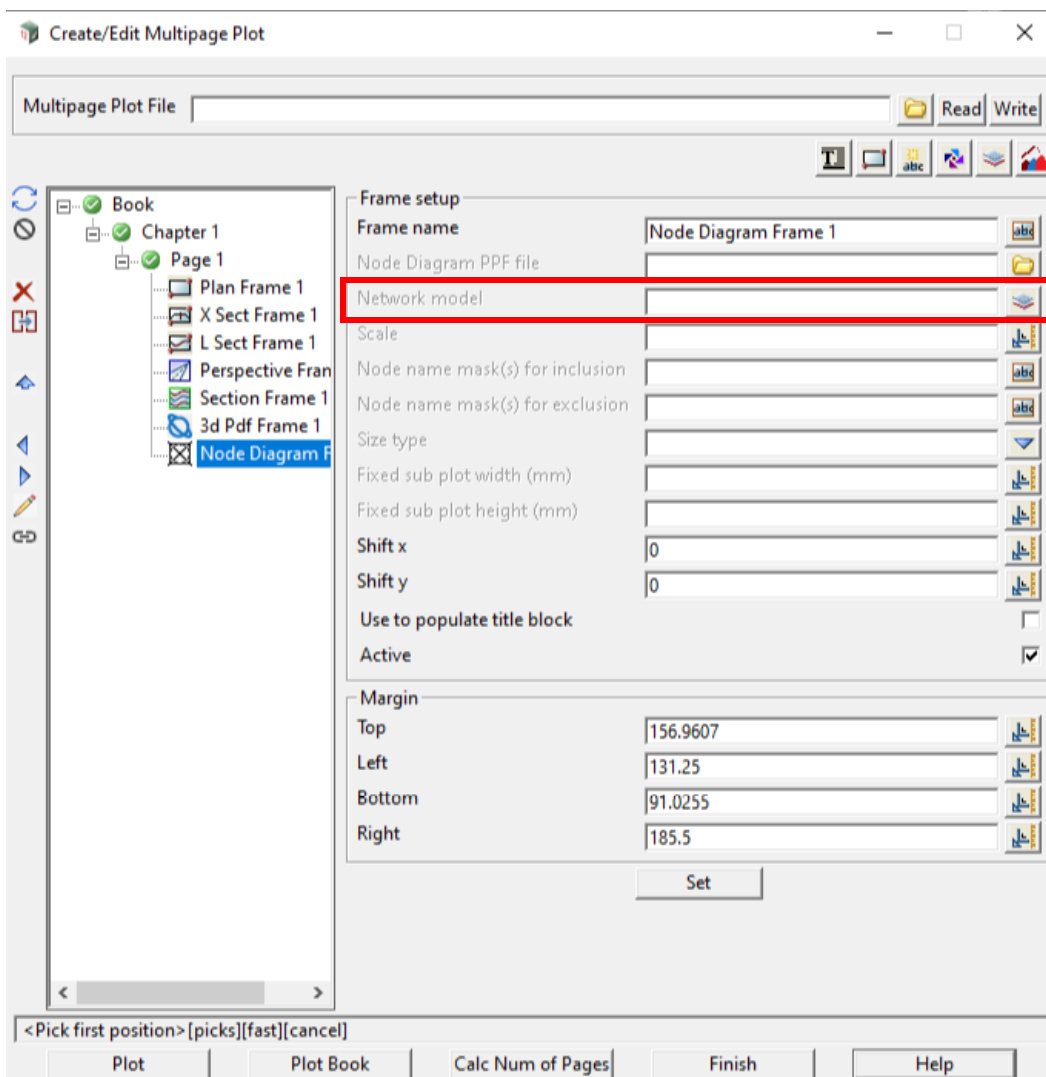 Create/Edit Multipage Plot
Multipage Plot File
Read Write
T
abc
Book
Chapter 1
Page 1
Plan Frame 1
X Sect Frame 1
L Sect Frame 1
Perspective Fran
Section Frame 1
3d Pdf Frame 1
Node Diagram F
Frame setup
Frame name Node Diagram Frame 1 abc
Node Diagram PPF file
Network model
Scale
Node name mask(s) for inclusion abc
Node name mask(s) for exclusion abc
Size type
Fixed sub plot width (mm)
Fixed sub plot height (mm)
Shift x 0
Shift y 0
Use to populate title block
Active
Margin
Top 156.9607
Left 131.25
Bottom 91.0255
Right 185.5
Set
<Pick first position>[picks][fast][cancel]
Plot Plot Book Calc Num of Pages Finish Help